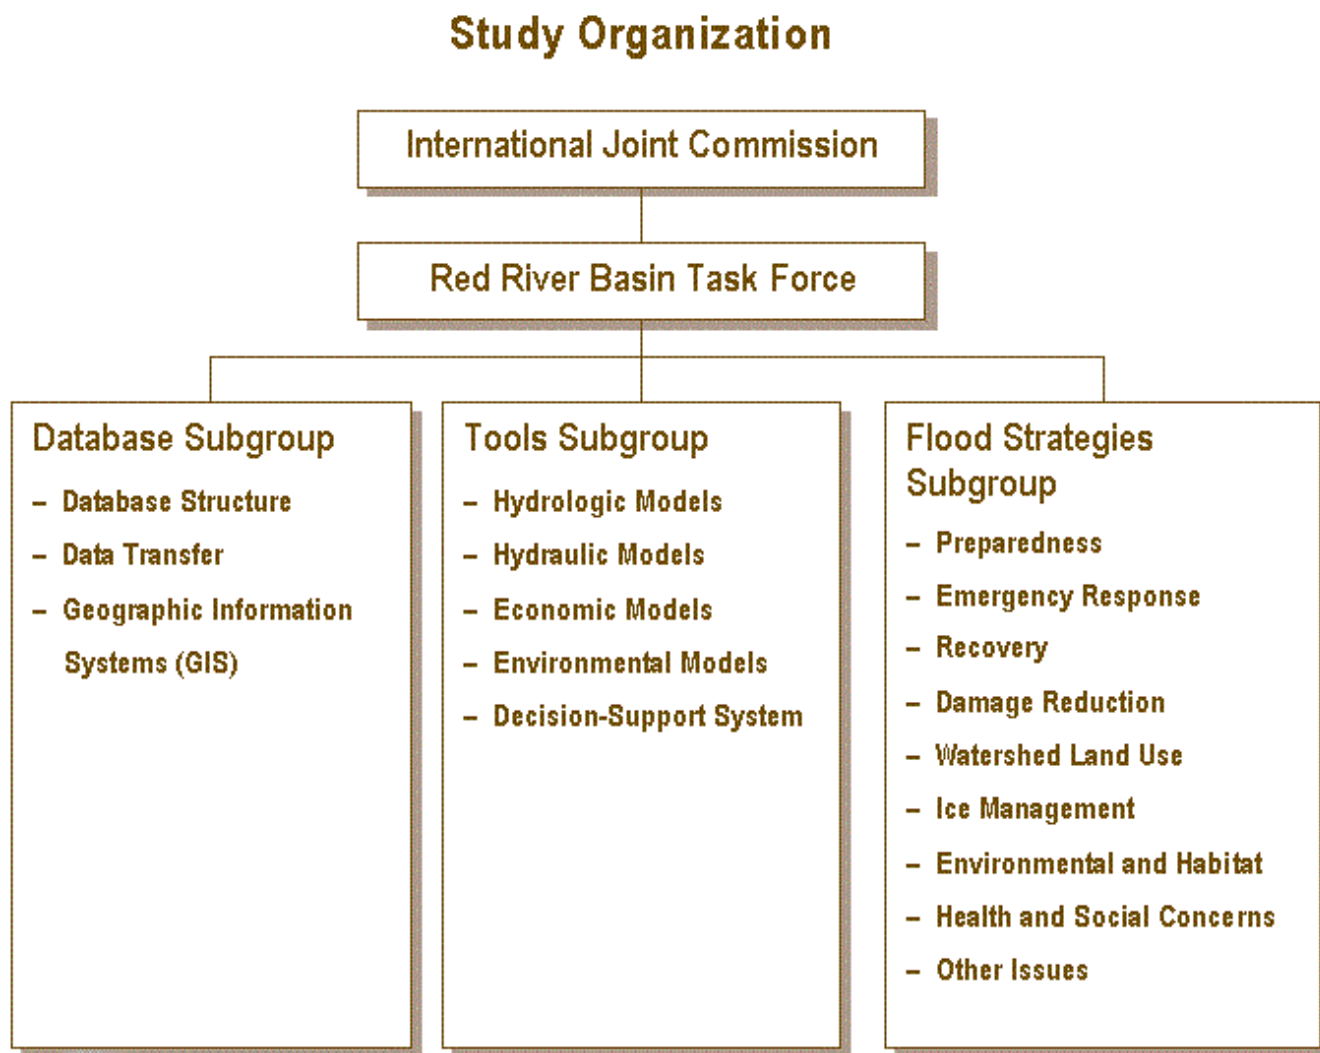 Study Organization
International Joint Commission
Red River Basin Task Force
Database Subgroup
– Database Structure
– Data Transfer
– Geographic Information
Systems (GIS)
Tools Subgroup
– Hydrologic Models
– Hydraulic Models
– Economic Models
– Environmental Models
– Decision-Support System
Flood Strategies
Subgroup
– Preparedness
– Emergency Response
– Recovery
– Damage Reduction
– Watershed Land Use
– Ice Management
– Environmental and Habitat
– Health and Social Concerns
– Other Issues